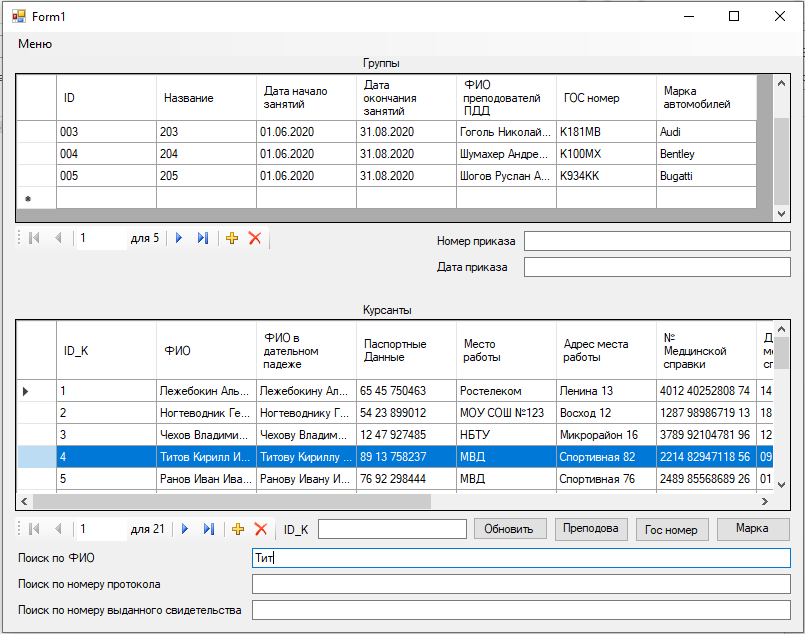 Form1
Меню
Группы
ID Название Дата начало занятий Дата окончания занятий ФИО преподователй ПДД ГОС номер Марка автомобилей
003 203 01.06.2020 31.08.2020 Гоголь Николай... К181МВ Audi
004 204 01.06.2020 31.08.2020 Шумахер Андре... К100МХ Bentley
005 205 01.06.2020 31.08.2020 Шогов Руслан А... К934КК Bugatti
1 для 5
Номер приказа
Дата приказа
Курсанты
ID_K ФИО ФИО в дательном падеже Паспортные Данные Место работы Адрес места работы № Медцинской справки Д ме сп
1 Лежебокин Аль... Лежебокину Ал... 65 45 750463 Ростелеком Ленина 13 4012 40252808 74 14
2 Ногтеводник Ге... Ногтеводнику Г... 54 23 899012 МОУ СОШ №123 Восход 12 1287 98986719 13 18
3 Чехов Владими... Чехову Владим... 12 47 927485 НБТУ Микрорайон 16 3789 92104781 96 12
4 Титов Кирилл И... Титову Кириллу ... 89 13 758237 МВД Спортивная 82 2214 82947118 56 09
5 Ранов Иван Ива... Ранову Ивану И... 76 92 298444 МВД Спортивная 76 2489 85568689 26 01
1 для 21 ID_K Обновить Преподова Гос номер Марка
Поиск по ФИО Тит
Поиск по номеру протокола
Поиск по номеру выданного свидетельства